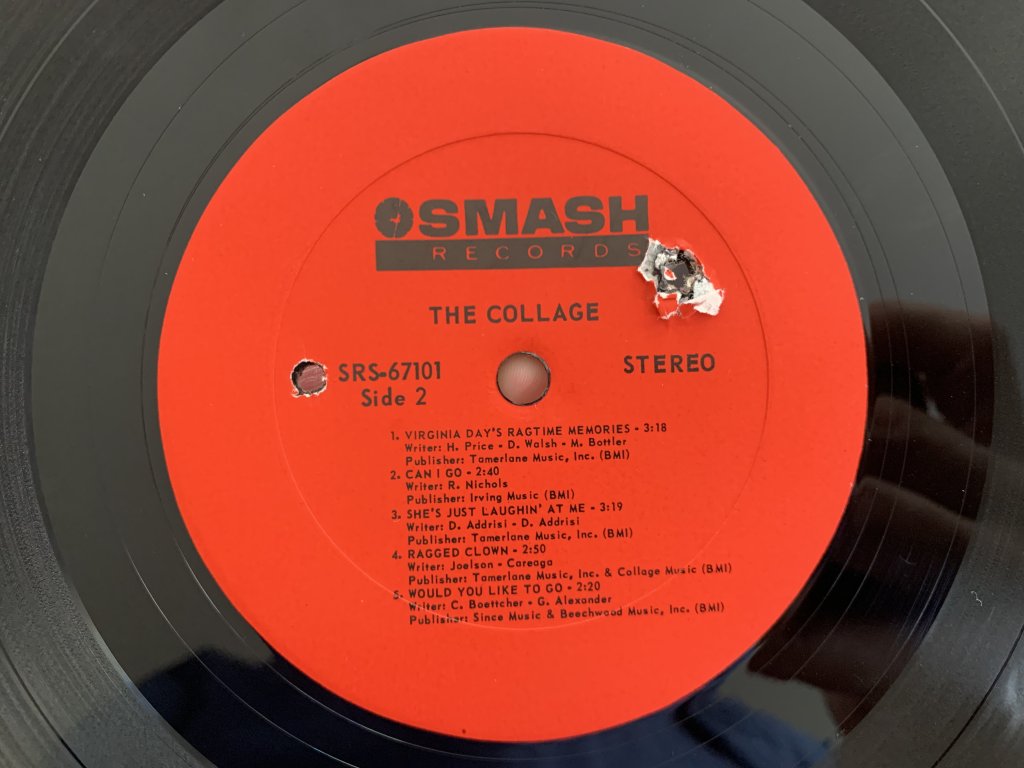 SMASH
RECORDS
THE COLLAGE
SRS-67101
Side 2
STEREO
1. VIRGINIA DAY'S RAGTIME MEMORIES - 3:18
Writer: H. Price - D. Walsh - M. Bottler
Publisher: Tamerlane Music, Inc. (BMI)
2. CAN I GO - 2:40
Writer: R. Nichols
Publisher: Irving Music (BMI)
3. SHE'S JUST LAUGHIN' AT ME - 3:19
Writer: D. Addrisi - D. Addrisi
Publisher: Tamerlane Music, Inc. (BMI)
4. RAGGED CLOWN - 2:50
Writer: Joelson - Careaga
Publisher: Tamerlane Music, Inc. & Collage Music (BMI)
5. WOULD YOU LIKE TO GO - 2:20
Writer: C. Boettcher - G. Alexander
Publisher: Since Music & Beechwood Music, Inc. (BMI)